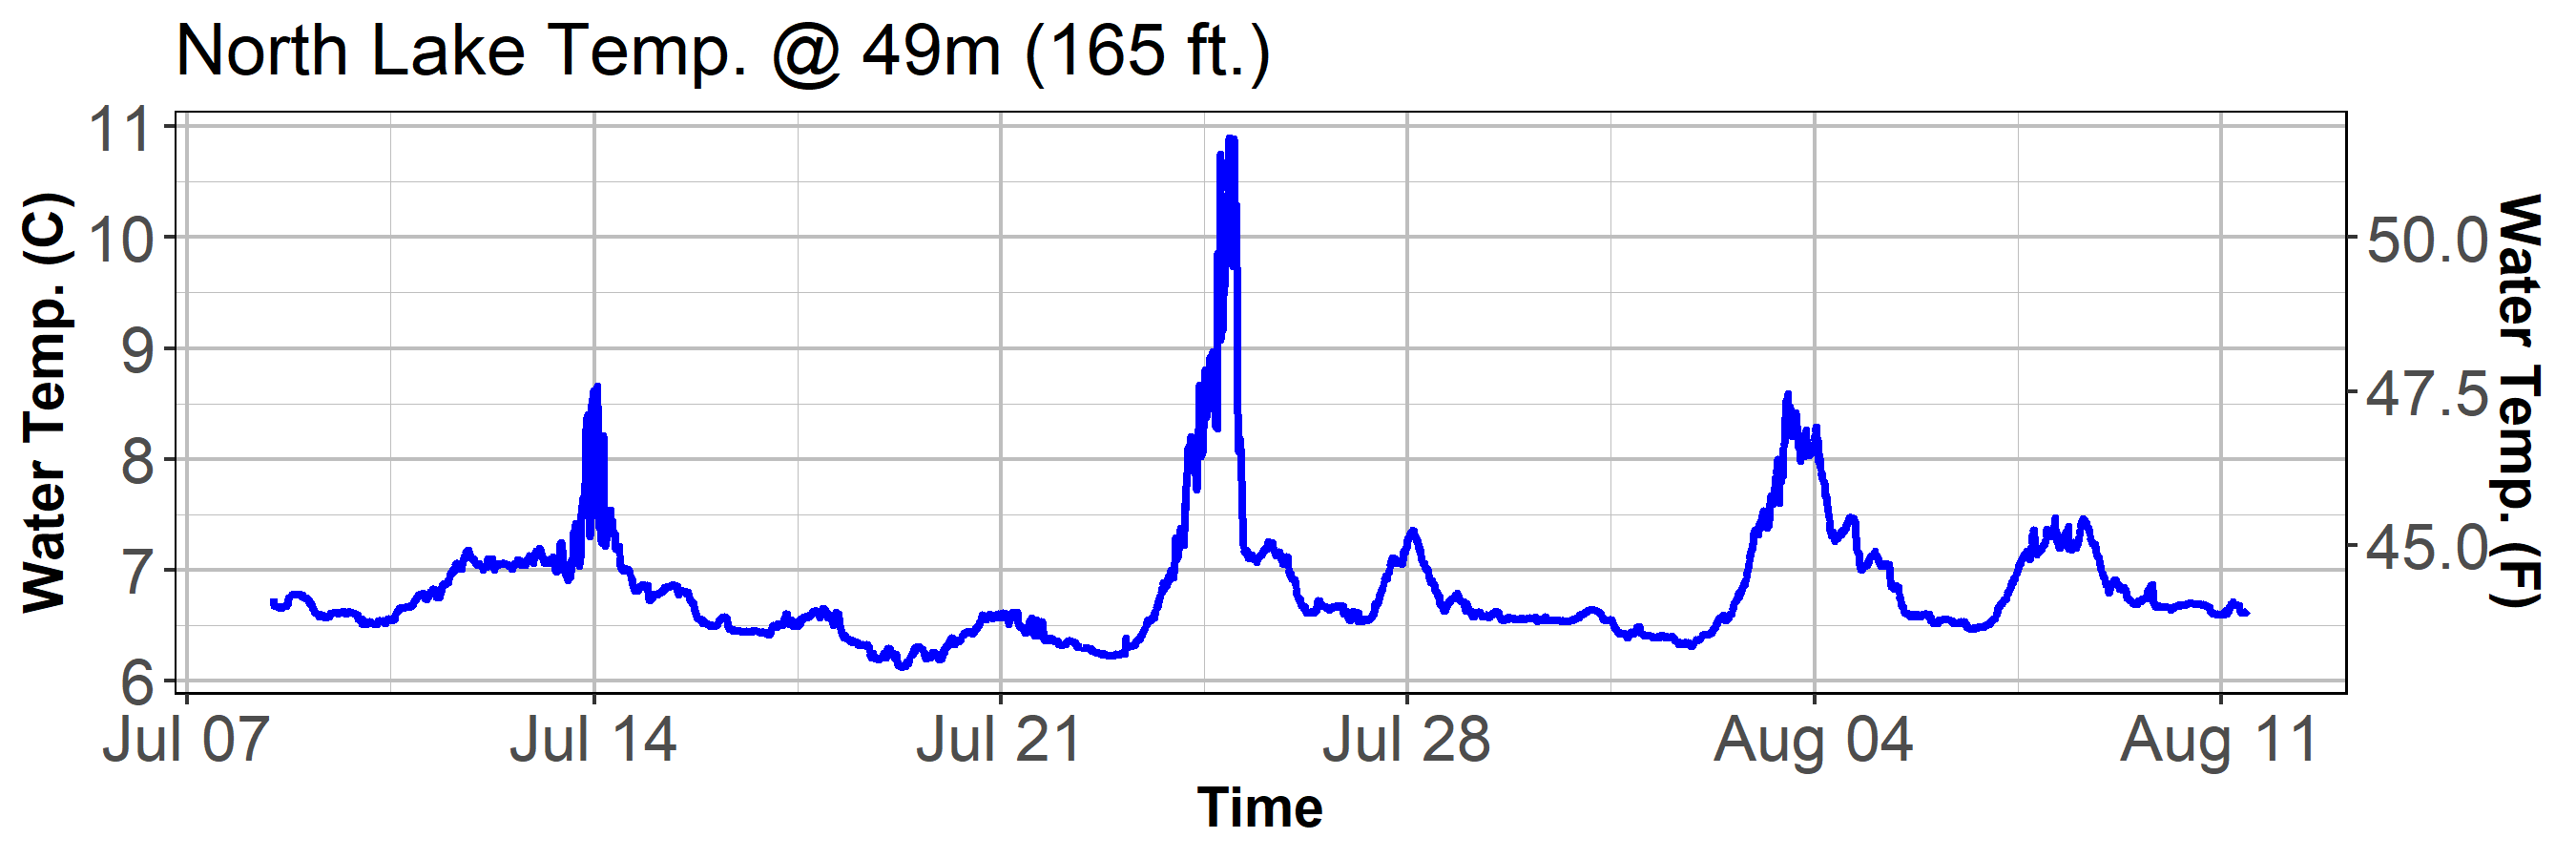 North Lake Temp. @ 49m (165 ft.)
Water Temp. (C)
11
10
9
8
7
6
50.0
47.5
45.0
Water Temp. (F)
Jul 07 Jul 14 Jul 21 Jul 28 Aug 04 Aug 11
Time